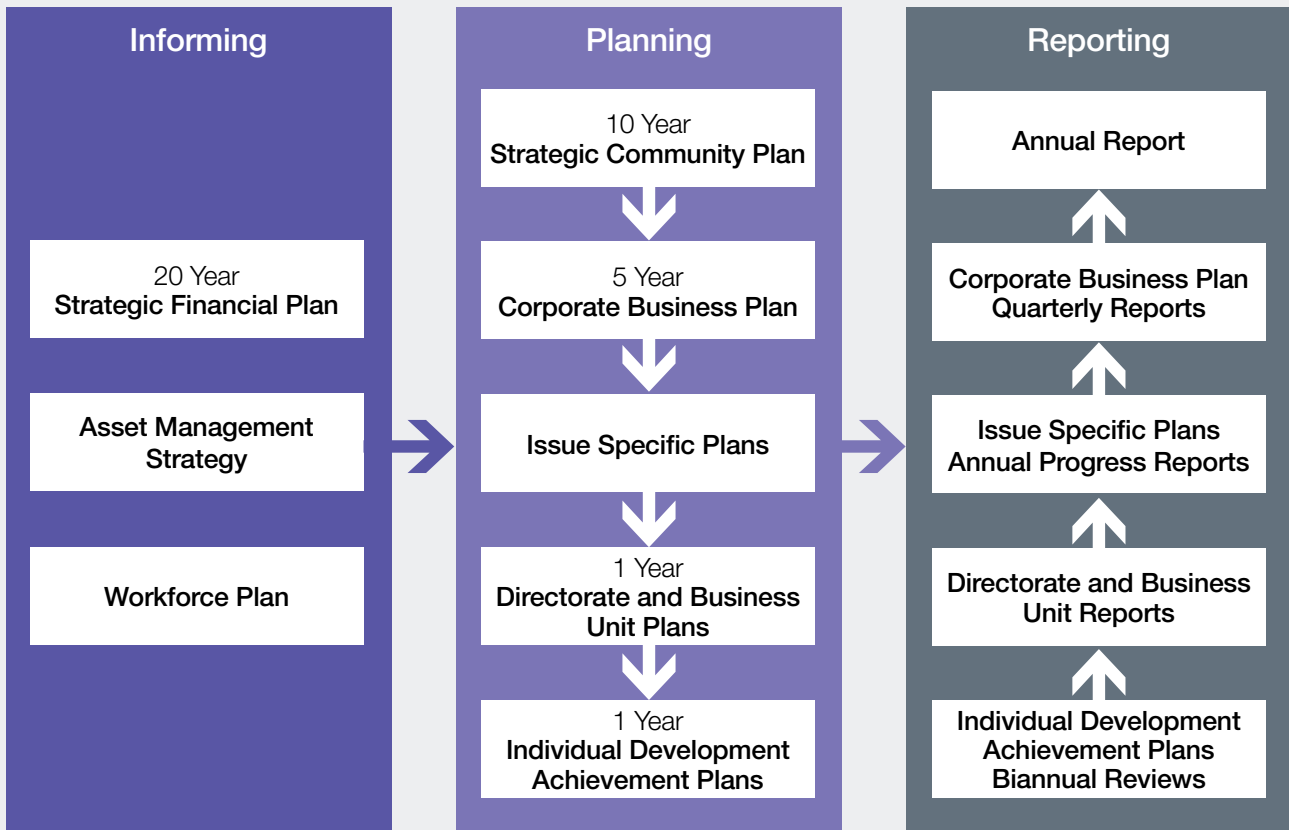 Informing
20 Year
Strategic Financial Plan
Asset Management
Strategy
Workforce Plan
Planning
10 Year
Strategic Community Plan
5 Year
Corporate Business Plan
Issue Specific Plans
1 Year
Directorate and Business
Unit Plans
1 Year
Individual Development
Achievement Plans
Reporting
Annual Report
Corporate Business Plan
Quarterly Reports
Issue Specific Plans
Annual Progress Reports
Directorate and Business
Unit Reports
Individual Development
Achievement Plans
Biannual Reviews